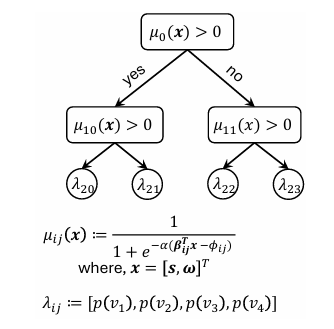 μ₀(𝒙) > 0
yes no
μ₁₀(𝒙) > 0 μ₁₁(x) > 0
λ₂₀ λ₂₁ λ₂₂ λ₂₃
μᵢⱼ(𝒙) ≔ 1 / (1 + e^{−α(𝜷ᵢⱼᵀ𝒙 −ϕᵢⱼ)})
where, 𝒙 = [𝒔, 𝝎]ᵀ
λᵢⱼ ≔ [p(v₁), p(v₂), p(v₃), p(v₄)]